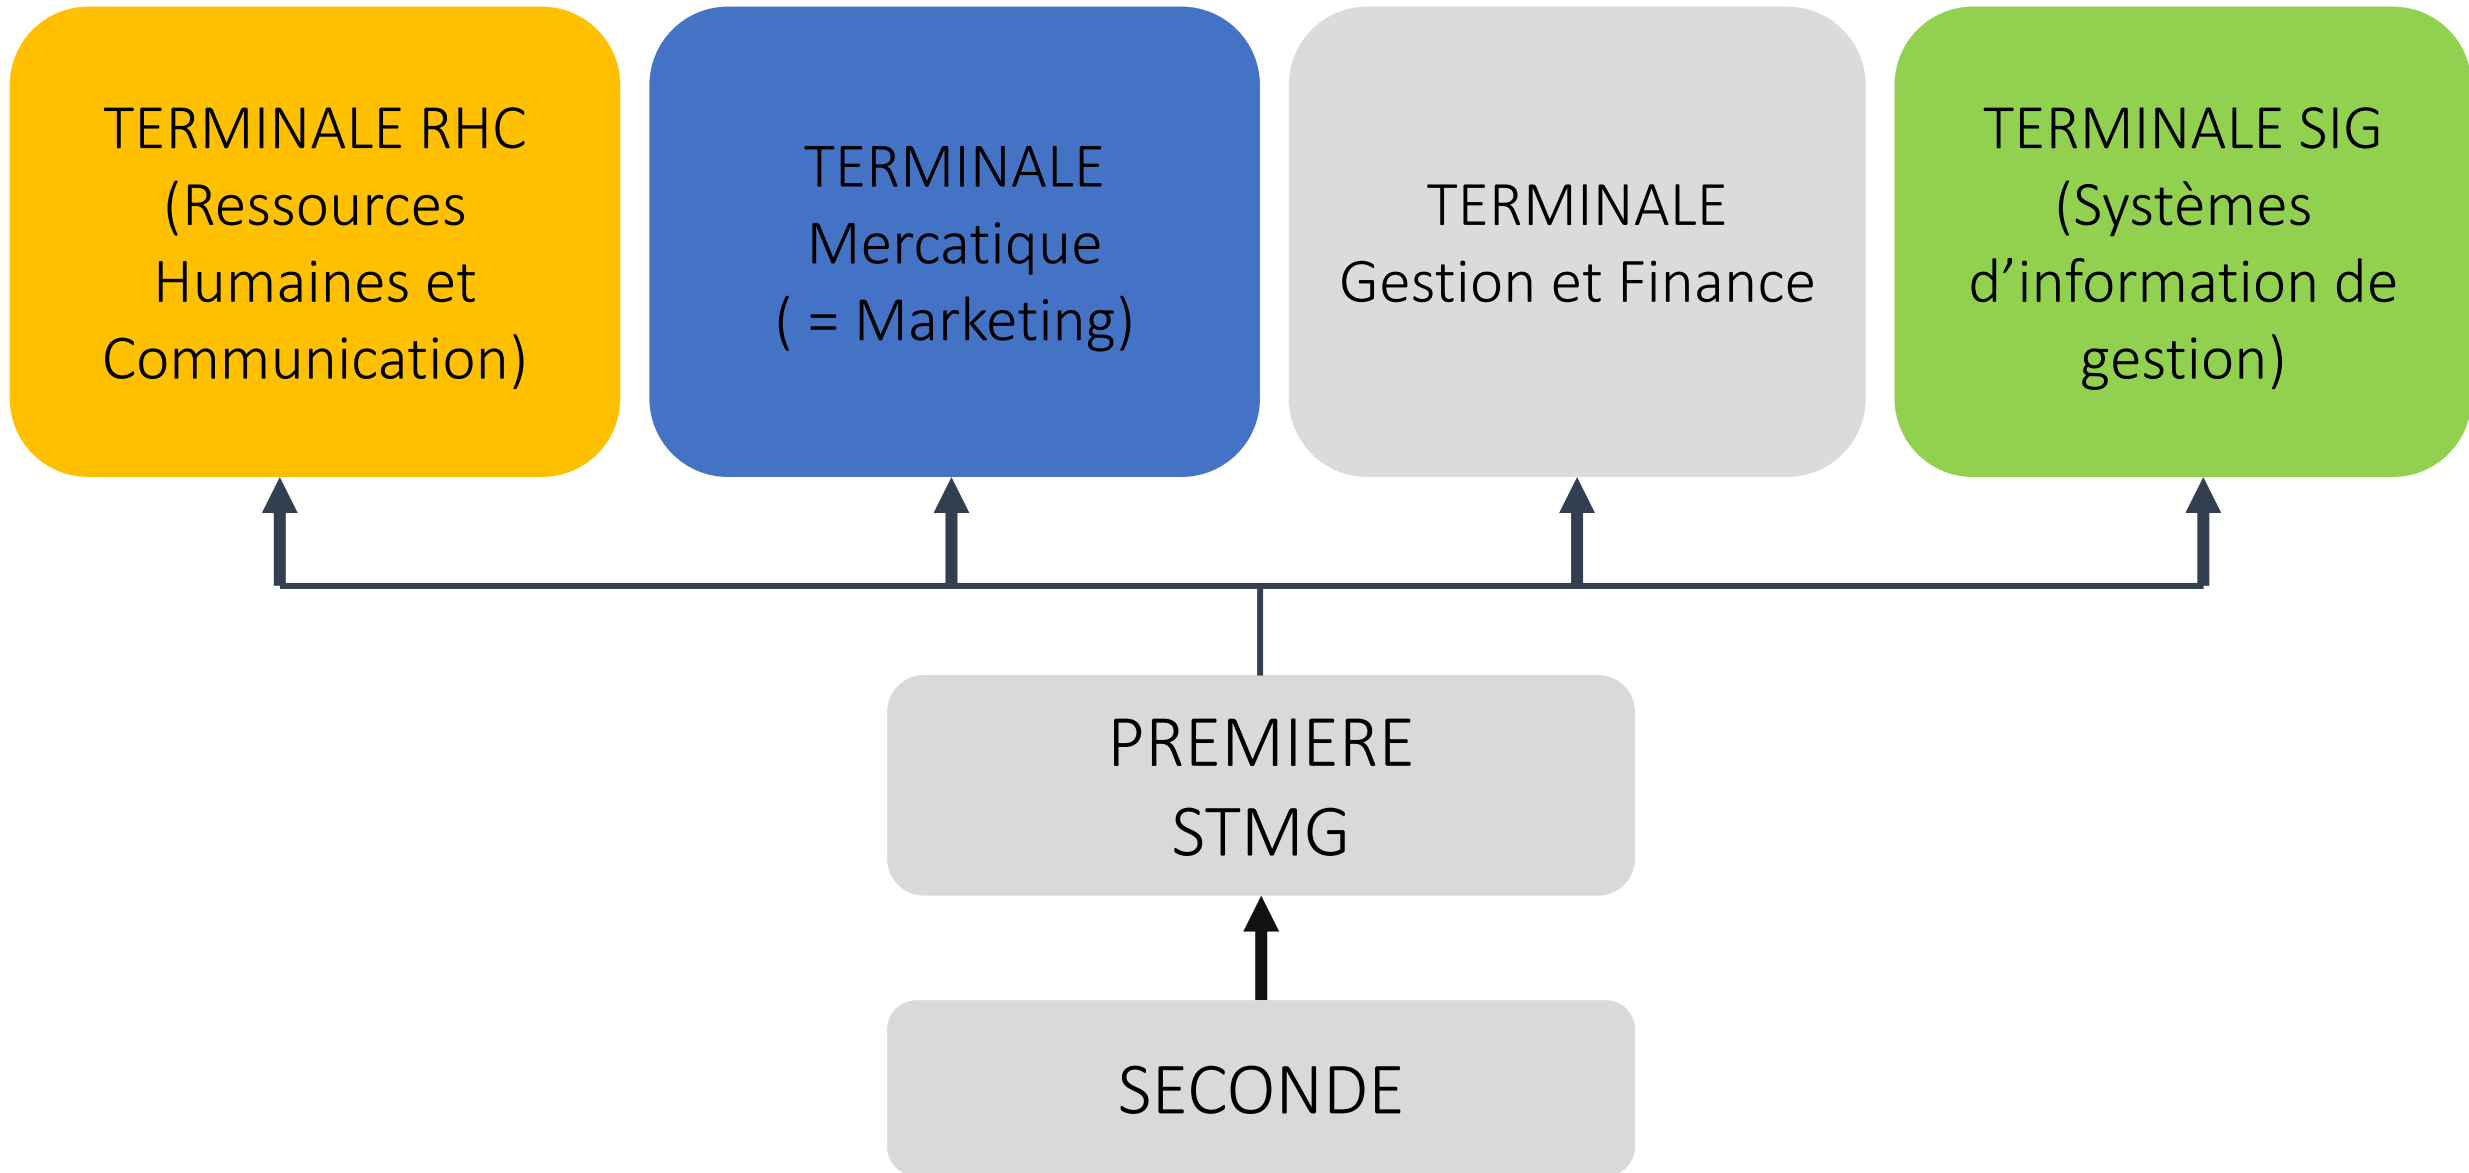 TERMINALE RHC
(Ressources
Humaines et
Communication)
TERMINALE
Mercatique
( = Marketing)
TERMINALE
Gestion et Finance
TERMINALE SIG
(Systèmes
d’information de
gestion)
PREMIERE
STMG
SECONDE